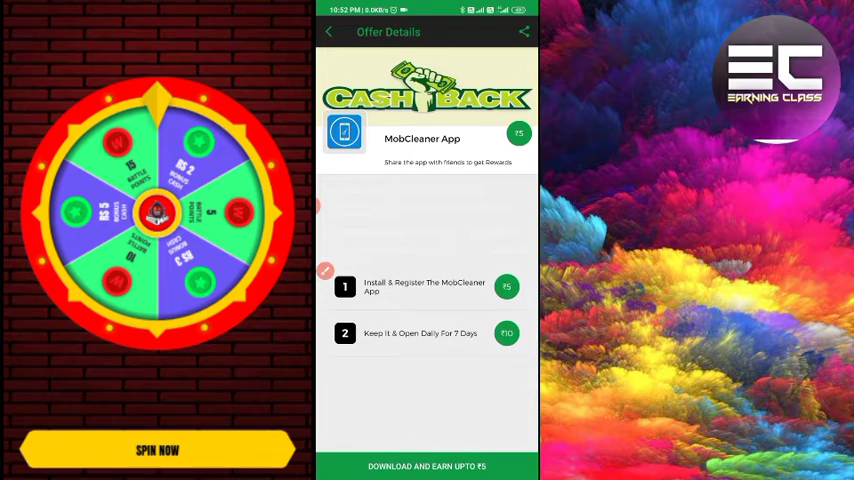 10:52 PM | 0.0KB/s
Offer Details
CASH BACK
MobCleaner App
₹5
Share the app with friends to get Rewards
1
Install & Register The MobCleaner
App
₹5
2
Keep It & Open Daily For 7 Days
₹10
DOWNLOAD AND EARN UPTO ₹5
15
BATTLE
POINTS
RS 2
BONUS
CASH
W
W
RS 5
BONUS
CASH
5
BATTLE
POINTS
10
BATTLE
POINTS
RS 3
BONUS
CASH
W
SPIN NOW
EC
EARNING CLASS